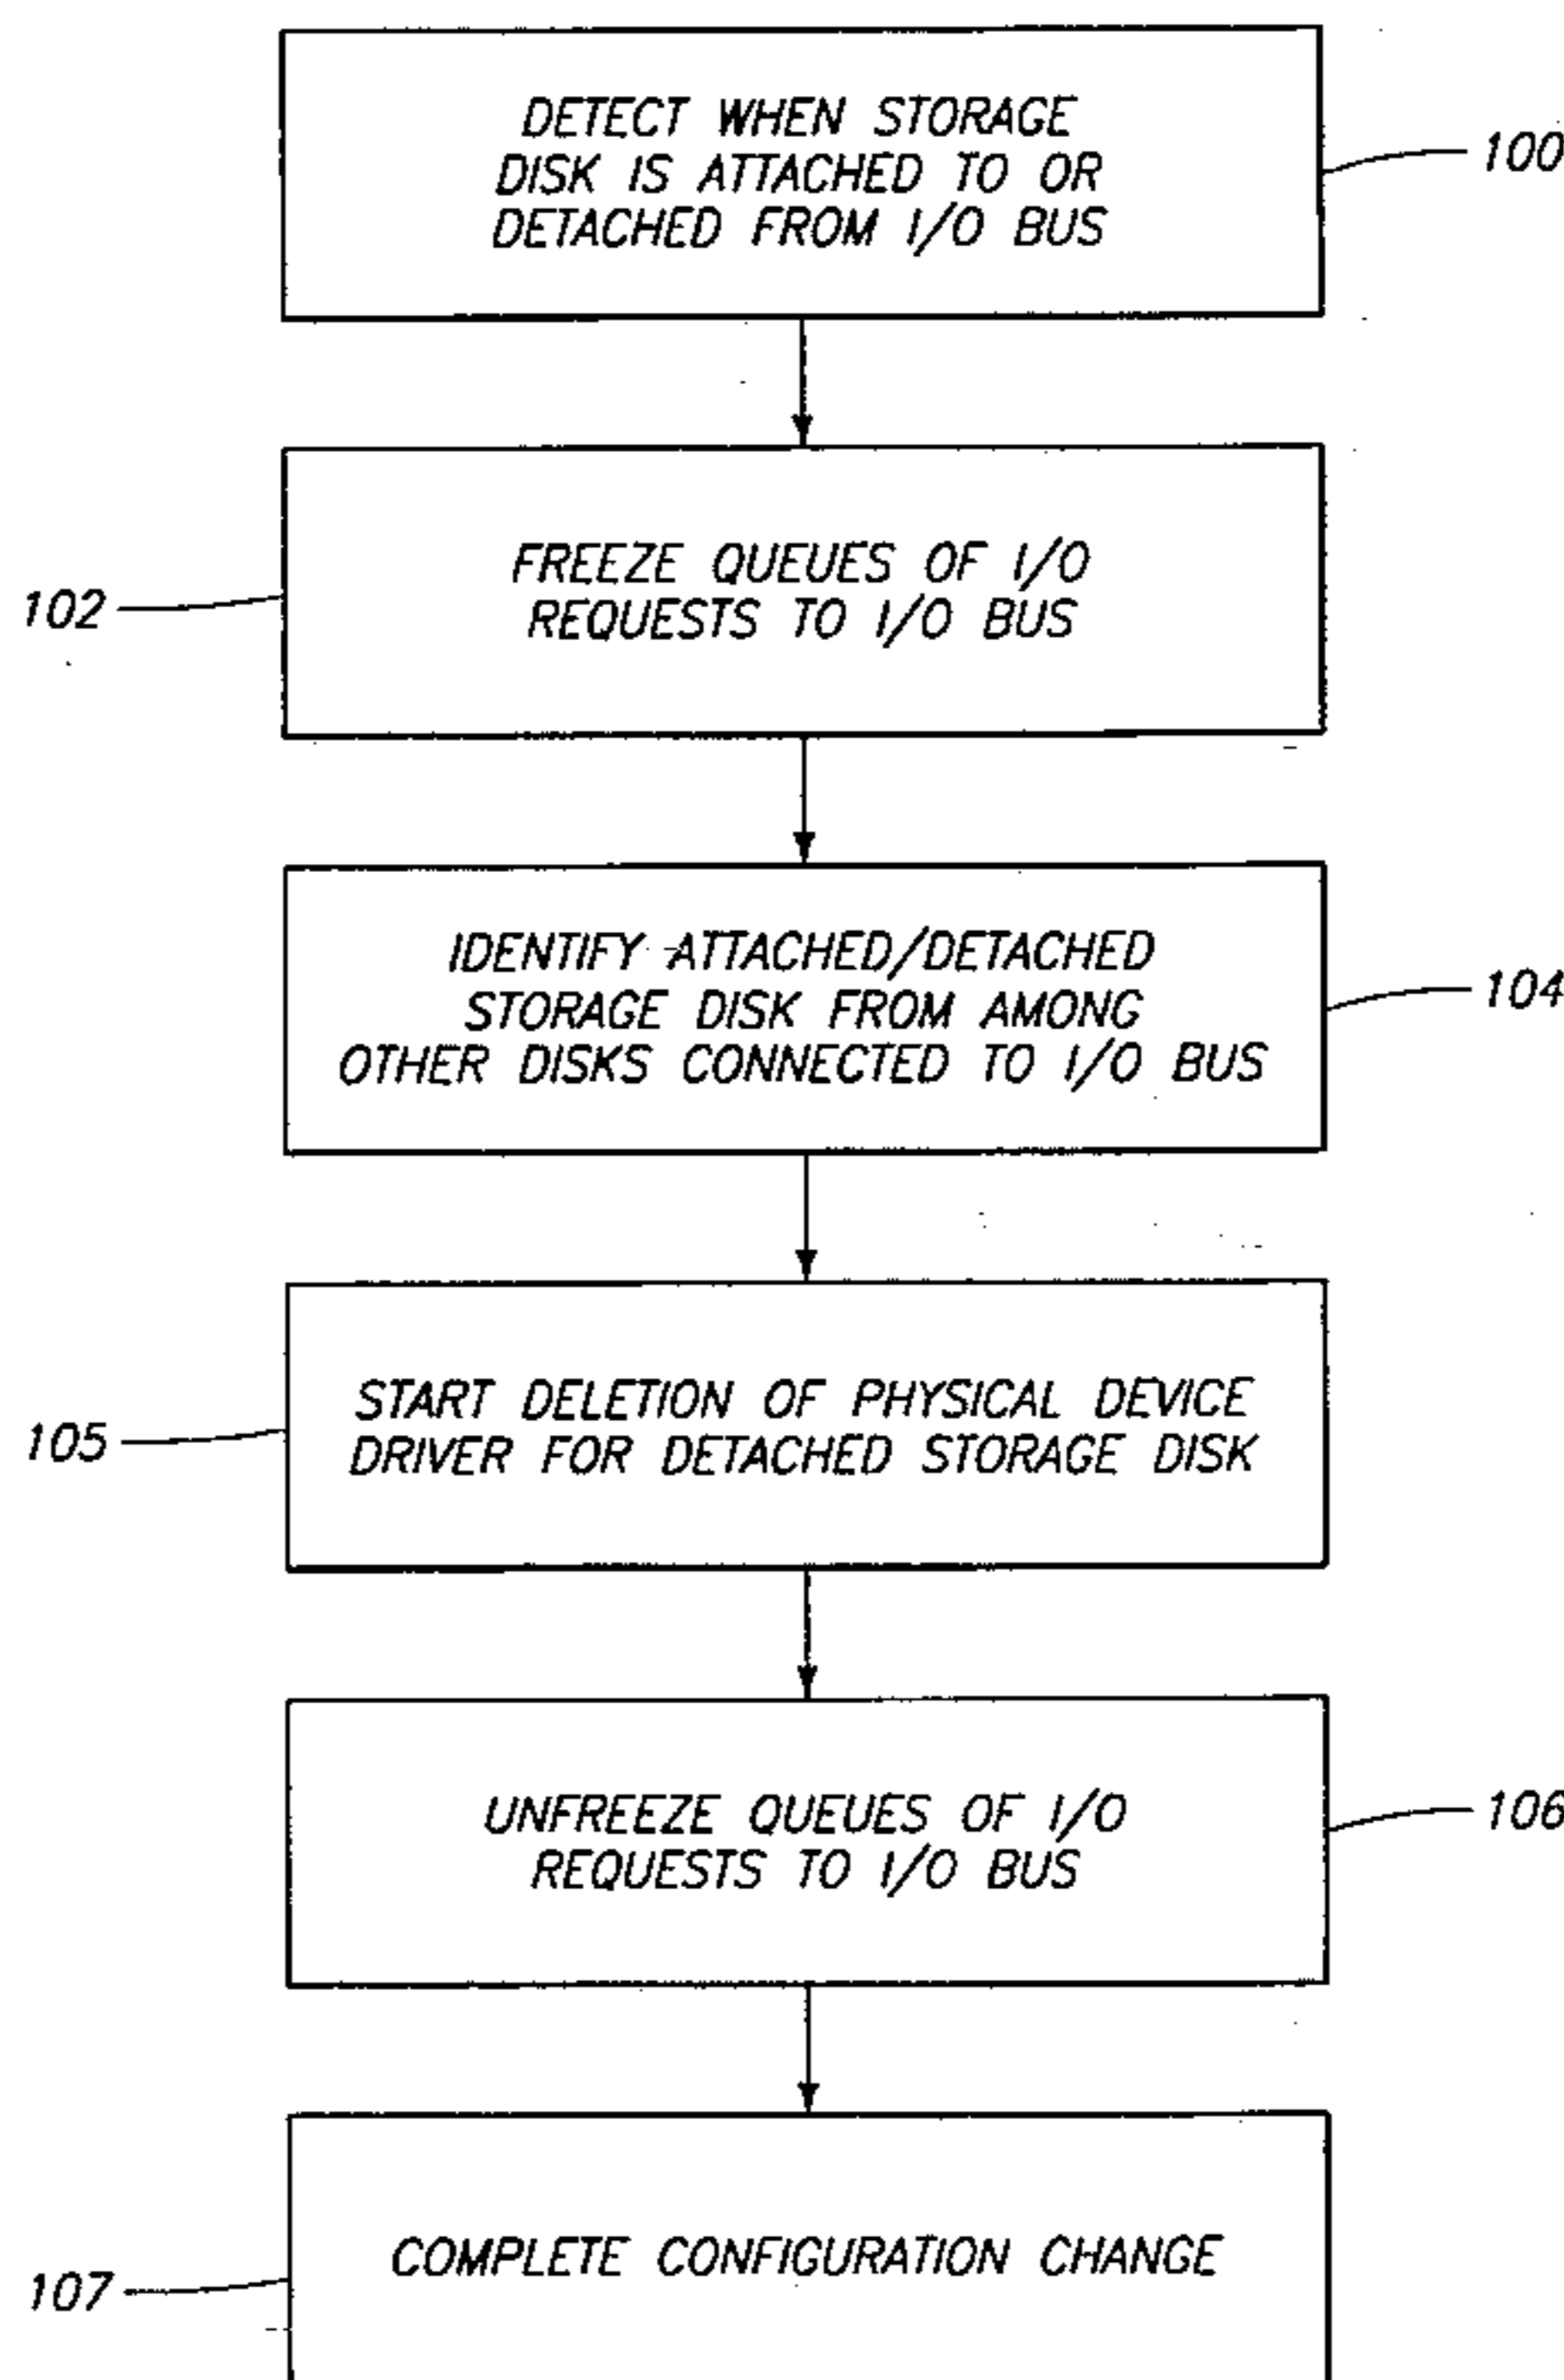 DETECT WHEN STORAGE
DISK IS ATTACHED TO OR
DETACHED FROM I/O BUS
100
FREEZE QUEUES OF I/O
REQUESTS TO I/O BUS
102
IDENTIFY ATTACHED/DETACHED
STORAGE DISK FROM AMONG
OTHER DISKS CONNECTED TO I/O BUS
104
START DELETION OF PHYSICAL DEVICE
DRIVER FOR DETACHED STORAGE DISK
105
UNFREEZE QUEUES OF I/O
REQUESTS TO I/O BUS
106
COMPLETE CONFIGURATION CHANGE
107